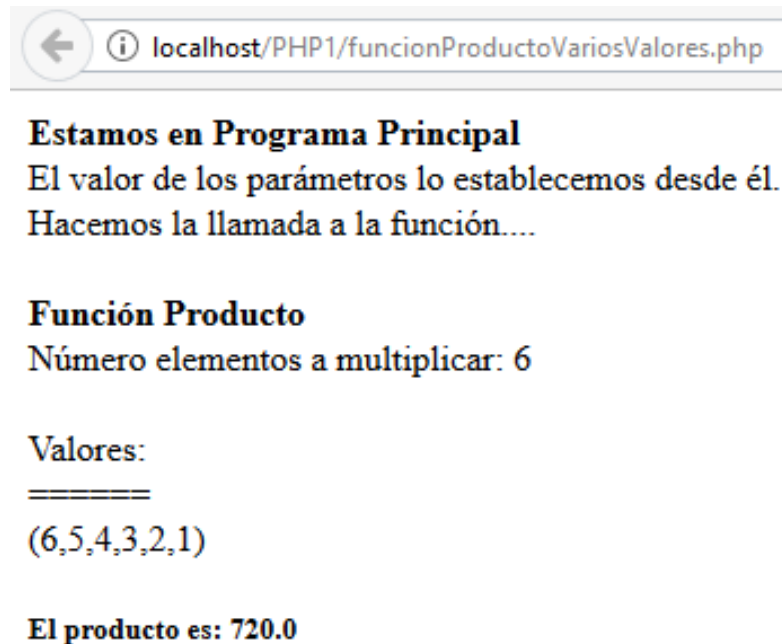 localhost/PHP1/funcionProductoVariosValores.php
Estamos en Programa Principal
El valor de los parámetros lo establecemos desde él.
Hacemos la llamada a la función....
Función Producto
Número elementos a multiplicar: 6
Valores:
======
(6,5,4,3,2,1)
El producto es: 720.0